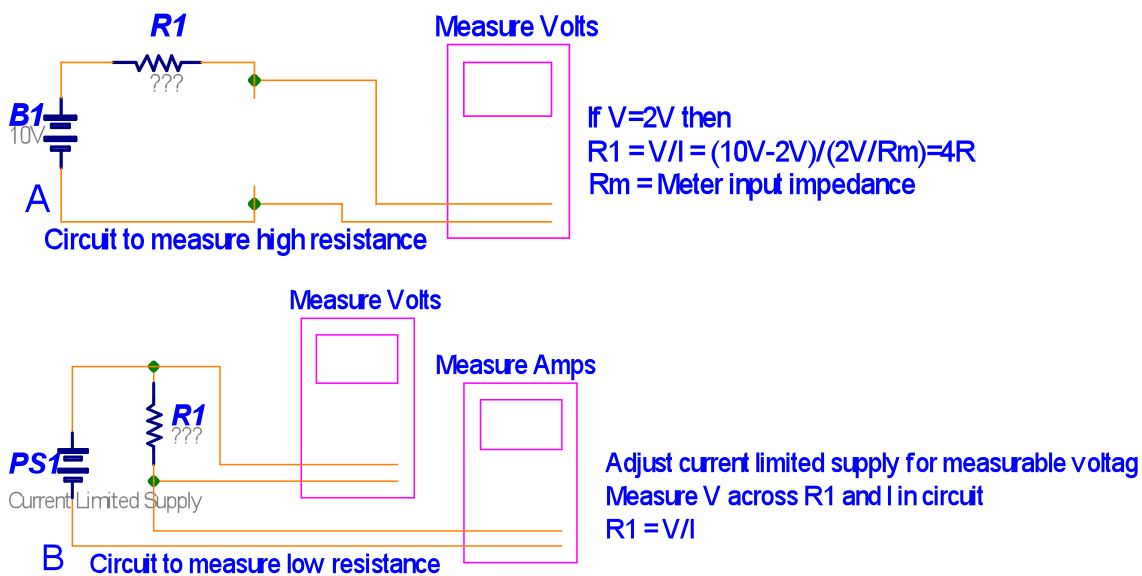 R1
???
Measure Volts
B1
10V
If V=2V then
R1 = V/I = (10V-2V)/(2V/Rm)=4R
Rm = Meter input impedance
A
Circuit to measure high resistance
Measure Volts
Measure Amps
R1
???
PS1
Current Limited Supply
Adjust current limited supply for measurable voltag
Measure V across R1 and I in circuit
R1 = V/I
B
Circuit to measure low resistance